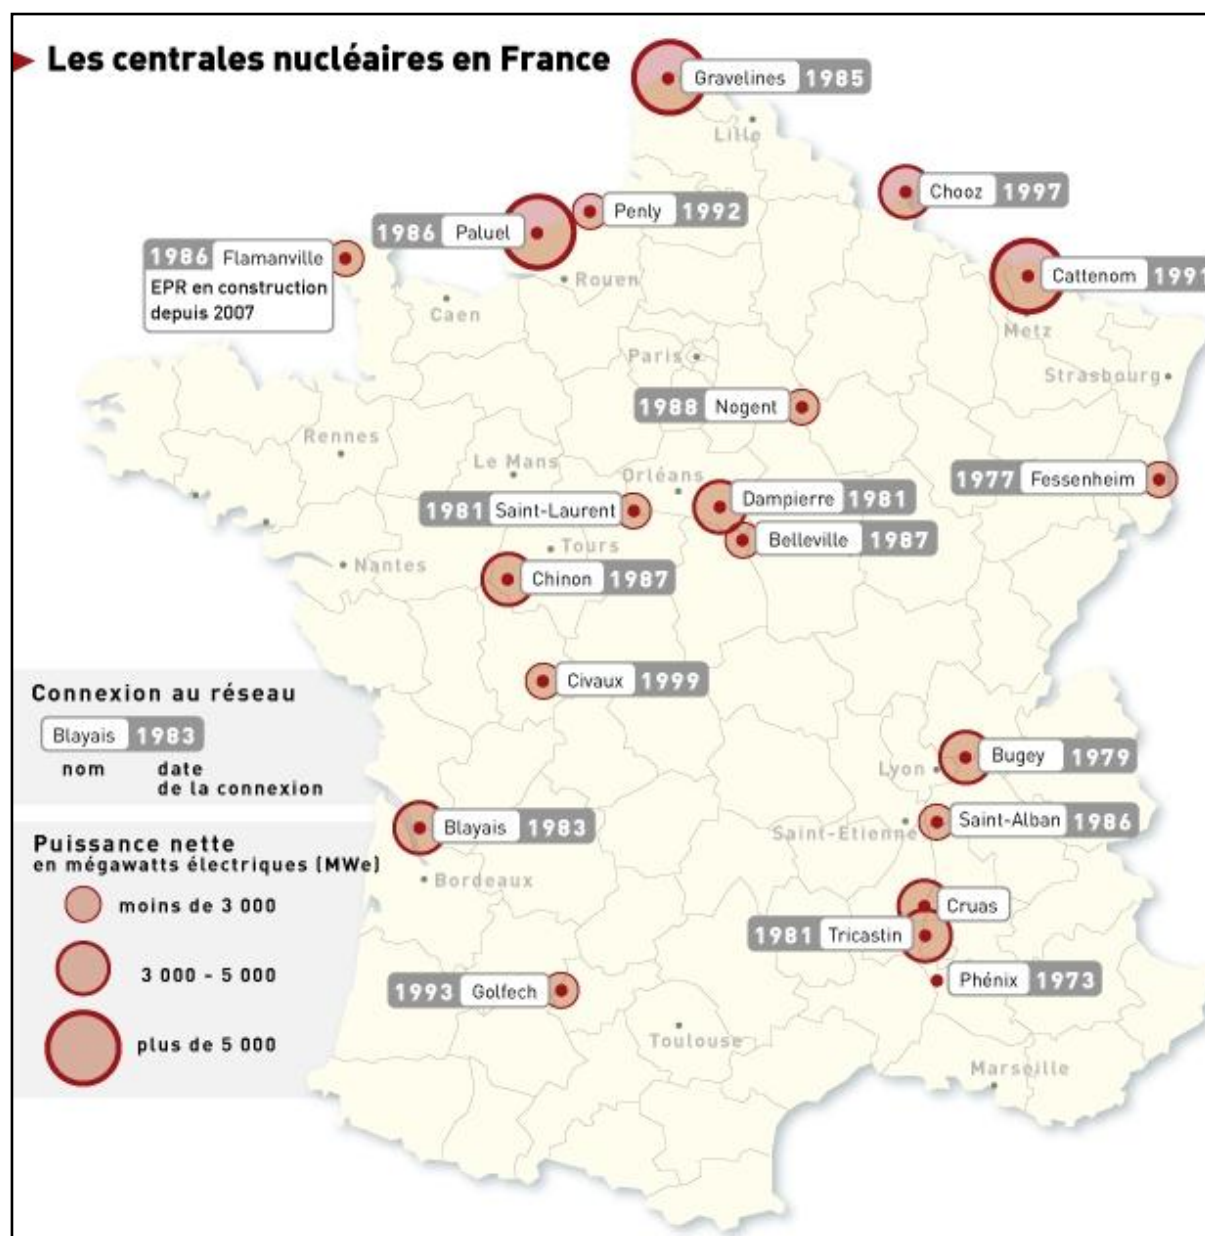 Les centrales nucléaires en France
Gravelines 1985
Lille
Chooz 1997
Penly 1992
1986 Paluel
1986 Flamanville
EPR en construction
depuis 2007
Rouen
Caen
Cattenom 1991
Metz
Paris
Strasbourg
1988 Nogent
Rennes
Le Mans
Orléans
1977 Fessenheim
Dampierre 1981
1981 Saint-Laurent
Belleville 1987
Tours
Nantes
Chinon 1987
Civaux 1999
Connexion au réseau
Blayais 1983
nom date
de la connexion
Bugey 1979
Lyon
Saint-Alban 1986
Saint-Etienne
Blayais 1983
Bordeaux
Puissance nette
en mégawatts électriques (MWe)
moins de 3 000
3 000 - 5 000
plus de 5 000
Cruas
1981 Tricastin
Phénix 1973
1993 Golfech
Toulouse
Marseille